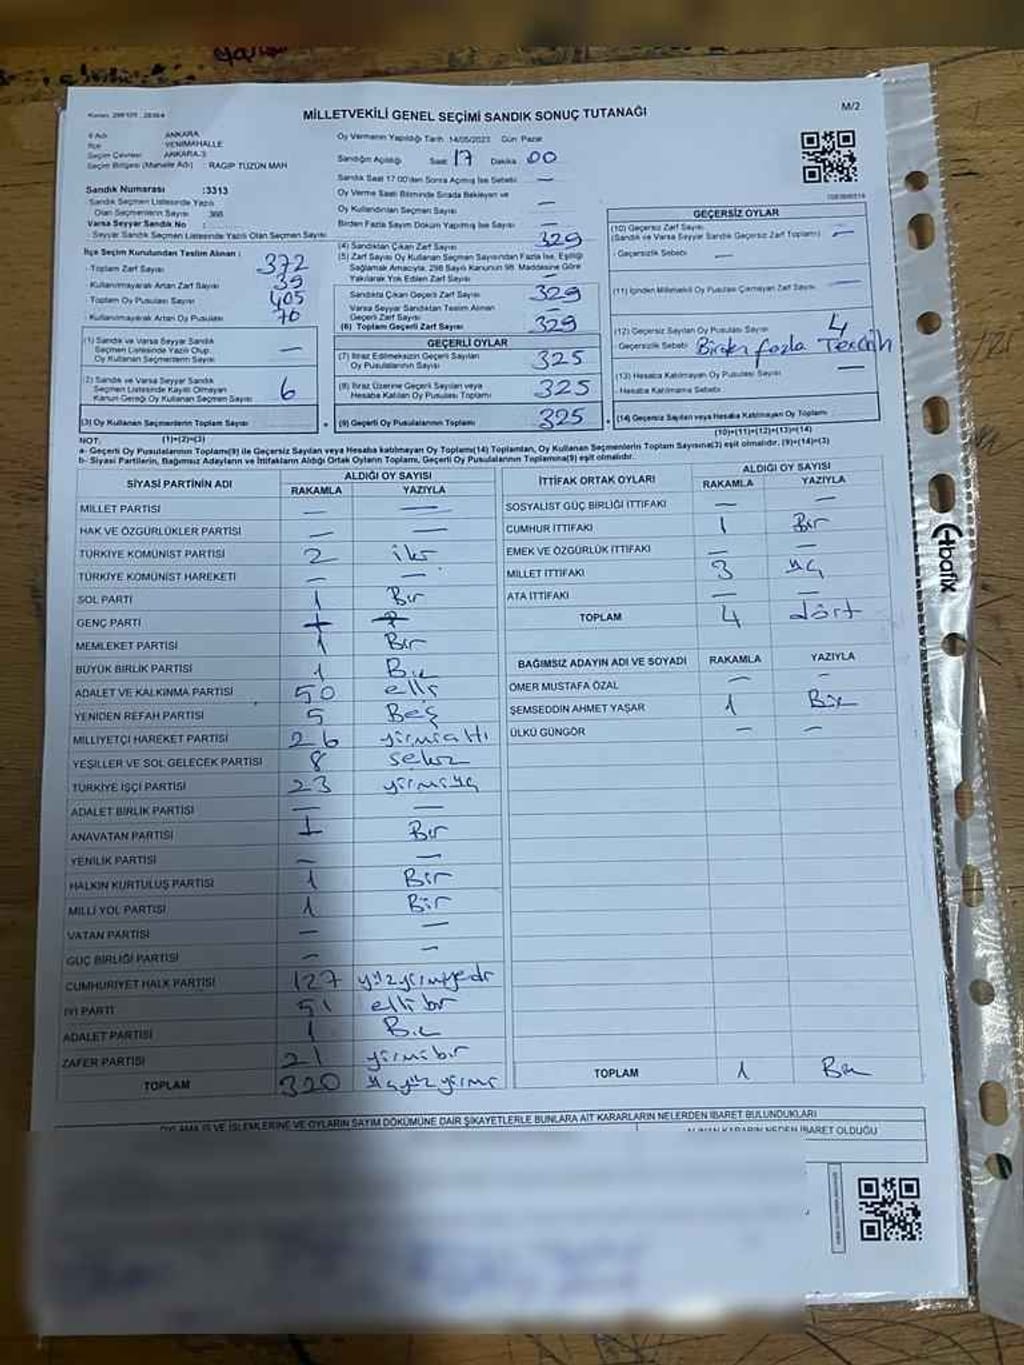 MİLLETVEKİLİ GENEL SEÇİMİ SANDIK SONUÇ TUTANAĞI
M/2
İl Adı ANKARA
İlçe YENİMAHALLE
Seçim Çevresi ANKARA-3
Seçim Bölgesi (Mahalle Adı) : RAGIP TÜZÜN MAH
Oy Vermenin Yapıldığı Tarih 14/05/2023 Gün Pazar
Sandığın Açıldığı Saat 17 Dakika 00
Sandık Saat 17:00'den Sonra Açılmış İse Sebebi —
Oy Verme Saati Bitiminde Sırada Bekleyen ve
Oy Kullandırılan Seçmen Sayısı —
Birden Fazla Sayım Döküm Yapılmış İse Sayısı —
Sandık Numarası :3313
Sandık Seçmen Listesinde Yazılı
Olan Seçmenlerin Sayısı : 366
Varsa Seyyar Sandık No :
Seyyar Sandık Seçmen Listesinde Yazılı Olan Seçmen Sayısı
İlçe Seçim Kurulundan Teslim Alınan :
- Toplam Zarf Sayısı 372
- Kullanılmayarak Artan Zarf Sayısı 39
- Toplam Oy Pusulası Sayısı 405
- Kullanılmayarak Artan Oy Pusulası 76
(1) Sandık ve Varsa Seyyar Sandık
Seçmen Listesinde Yazılı Olup
Oy Kullanan Seçmenlerin Sayısı —
(2) Sandık ve Varsa Seyyar Sandık
Seçmen Listesinde Kayıtlı Olmayan
Kanun Gereği Oy Kullanan Seçmen Sayısı 6
(3) Oy Kullanan Seçmenlerin Toplam Sayısı
(1)+(2)=(3)
(4) Sandıktan Çıkan Zarf Sayısı 329
(5) Zarf Sayısı Oy Kullanan Seçmen Sayısından Fazla İse, Eşitliği
Sağlamak Amacıyla, 298 Sayılı Kanunun 98. Maddesine Göre
Yakılarak Yok Edilen Zarf Sayısı —
Sandıkta Çıkan Geçerli Zarf Sayısı 329
Varsa Seyyar Sandıktan Teslim Alınan
Geçerli Zarf Sayısı —
(6) Toplam Geçerli Zarf Sayısı 329
GEÇERLİ OYLAR
(7) İtiraz Edilmeksizin Geçerli Sayılan
Oy Pusulası Sayısı 325
(8) İtiraz Üzerine Geçerli Sayılan veya
Hesaba Katılan Oy Pusulası Toplamı 325
(9) Geçerli Oy Pusulalarının Toplamı 325
GEÇERSİZ OYLAR
(10) Geçersiz Zarf Sayısı
(Sandık ve Varsa Seyyar Sandık Geçersiz Zarf Toplamı) —
- Geçersizlik Sebebi —
(11) İçinden Milletvekili Oy Pusulası Çıkmayan Zarf Sayısı —
(12) Geçersiz Sayılan Oy Pusulası Sayısı 4
- Geçersizlik Sebebi Birden fazla Tercih
(13) Hesaba Katılmayan Oy Pusulası Sayısı —
- Hesaba Katılmama Sebebi
(14) Geçersiz Sayılan veya Hesaba Katılmayan Oy Toplamı
(10)+(11)+(12)+(13)=(14)
NOT:
a- Geçerli Oy Pusulalarının Toplamı(9) ile Geçersiz Sayılan veya Hesaba katılmayan Oy Toplamı(14) Toplamları, Oy Kullanan Seçmenlerin Toplam Sayısına(3) eşit olmalıdır. (9)+(14)=(3)
b- Siyasi Partilerin, Bağımsız Adayların ve İttifakların Aldığı Ortak Oyların Toplamı, Geçerli Oy Pusulalarının Toplamına(9) eşit olmalıdır.
SİYASİ PARTİNİN ADI ALDIĞI OY SAYISI
RAKAMLA YAZIYLA
MİLLET PARTİSİ — —
HAK VE ÖZGÜRLÜKLER PARTİSİ — —
TÜRKİYE KOMÜNİST PARTİSİ 2 iki
TÜRKİYE KOMÜNİST HAREKETİ — —
SOL PARTİ 1 Bir
GENÇ PARTİ
MEMLEKET PARTİSİ 1 Bir
BÜYÜK BİRLİK PARTİSİ 1 Bir
ADALET VE KALKINMA PARTİSİ 50 elli
YENİDEN REFAH PARTİSİ 5 Beş
MİLLİYETÇİ HAREKET PARTİSİ 26 yirmialtı
YEŞİLLER VE SOL GELECEK PARTİSİ 8 sekiz
TÜRKİYE İŞÇİ PARTİSİ 23 yirmiüç
ADALET BİRLİK PARTİSİ — —
ANAVATAN PARTİSİ 1 Bir
YENİLİK PARTİSİ — —
HALKIN KURTULUŞ PARTİSİ 1 Bir
MİLLİ YOL PARTİSİ 1 Bir
VATAN PARTİSİ — —
GÜÇ BİRLİĞİ PARTİSİ — —
CUMHURİYET HALK PARTİSİ 127 yüzyirmiyedi
İYİ PARTİ 51 elli bir
ADALET PARTİSİ 1 Bir
ZAFER PARTİSİ 21 yirmi bir
TOPLAM 320 üçyüzyirmi
İTTİFAK ORTAK OYLARI ALDIĞI OY SAYISI
RAKAMLA YAZIYLA
SOSYALİST GÜÇ BİRLİĞİ İTTİFAKI —
CUMHUR İTTİFAKI 1 Bir
EMEK VE ÖZGÜRLÜK İTTİFAKI — —
MİLLET İTTİFAKI 3 üç
ATA İTTİFAKI — —
TOPLAM 4 dört
BAĞIMSIZ ADAYIN ADI VE SOYADI RAKAMLA YAZIYLA
ÖMER MUSTAFA ÖZAL — —
ŞEMSEDDİN AHMET YAŞAR 1 Bir
ÜLKÜ GÜNGÖR — —
TOPLAM 1 Bir
OYLAMA İŞ VE İŞLEMLERİNE VE OYLARIN SAYIM DÖKÜMÜNE DAİR ŞİKAYETLERLE BUNLARA AİT KARARLARIN NELERDEN İBARET BULUNDUKLARI
ALINAN KARARIN NEDEN İBARET OLDUĞU
bafix